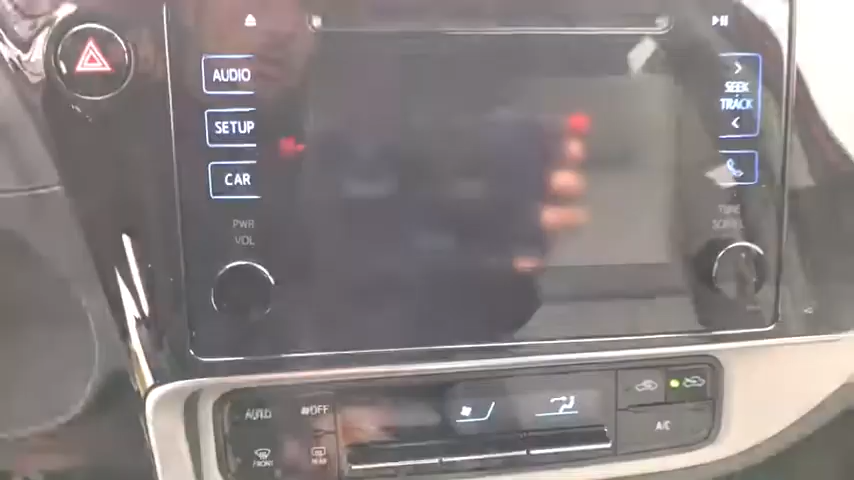 AUDIO
SETUP
CAR
PWR
VOL
SEEK
TRACK
TUNE
SCROLL
AUTO
OFF
FRONT
REAR
A/C